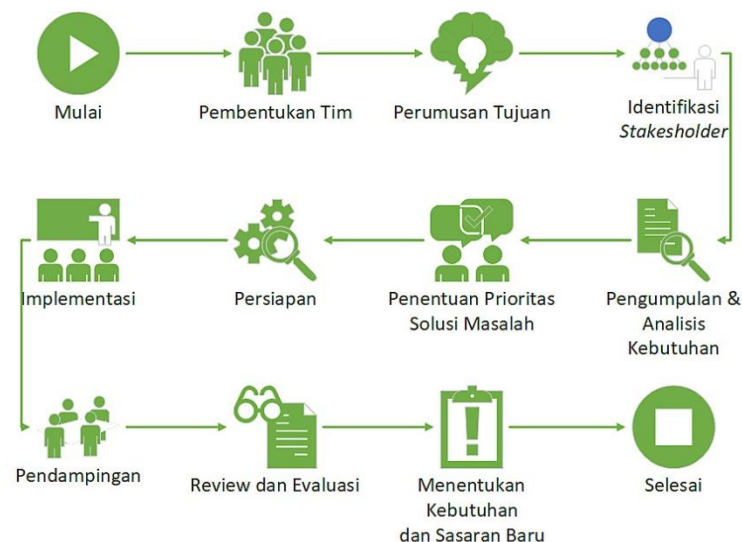 Mulai
Pembentukan Tim
Perumusan Tujuan
Identifikasi
Stakesholder
Pengumpulan &
Analisis
Kebutuhan
Penentuan Prioritas
Solusi Masalah
Persiapan
Implementasi
Pendampingan
Review dan Evaluasi
Menentukan
Kebutuhan
dan Sasaran Baru
Selesai